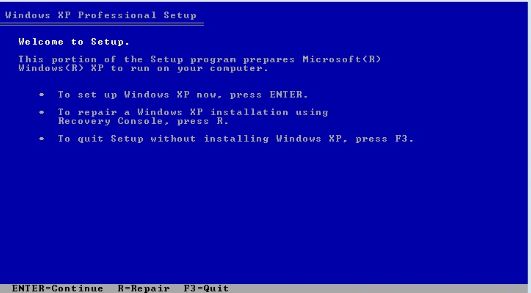 Windows XP Professional Setup
Welcome to Setup.
This portion of the Setup program prepares Microsoft(R)
Windows(R) XP to run on your computer.
• To set up Windows XP now, press ENTER.
• To repair a Windows XP installation using
Recovery Console, press R.
• To quit Setup without installing Windows XP, press F3.
ENTER=Continue R=Repair F3=Quit